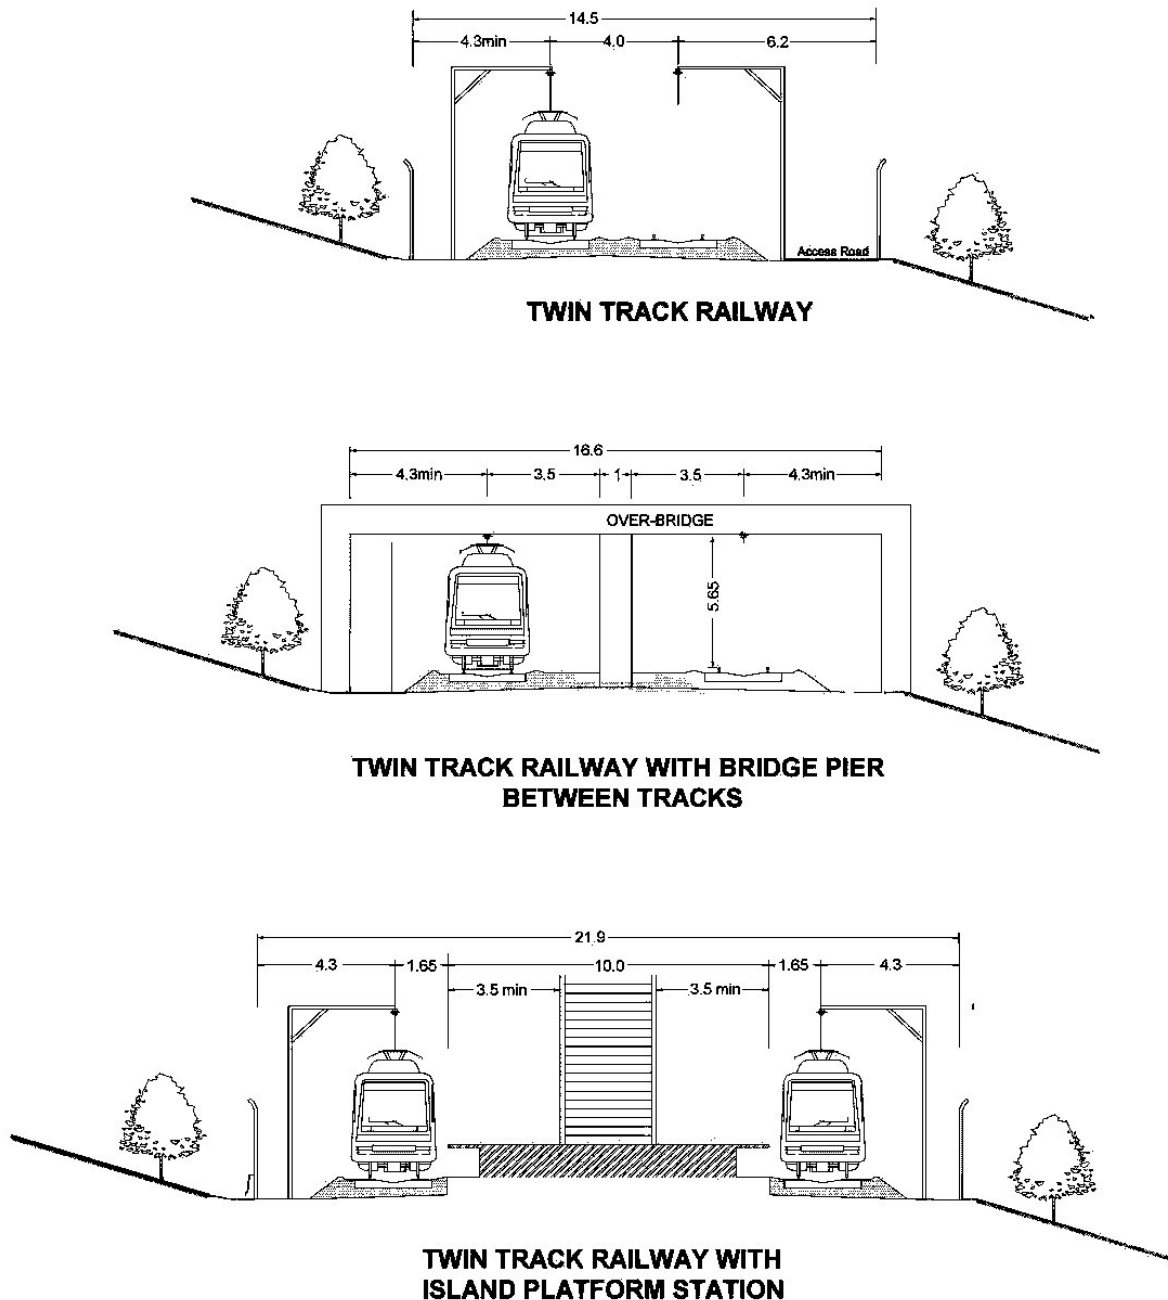 14.5
4.3min 4.0 6.2
Access Road
TWIN TRACK RAILWAY
16.6
4.3min 3.5 1 3.5 4.3min
OVER-BRIDGE
5.65
TWIN TRACK RAILWAY WITH BRIDGE PIER
BETWEEN TRACKS
21.9
4.3 1.65 10.0 1.65 4.3
3.5 min 3.5 min
TWIN TRACK RAILWAY WITH
ISLAND PLATFORM STATION